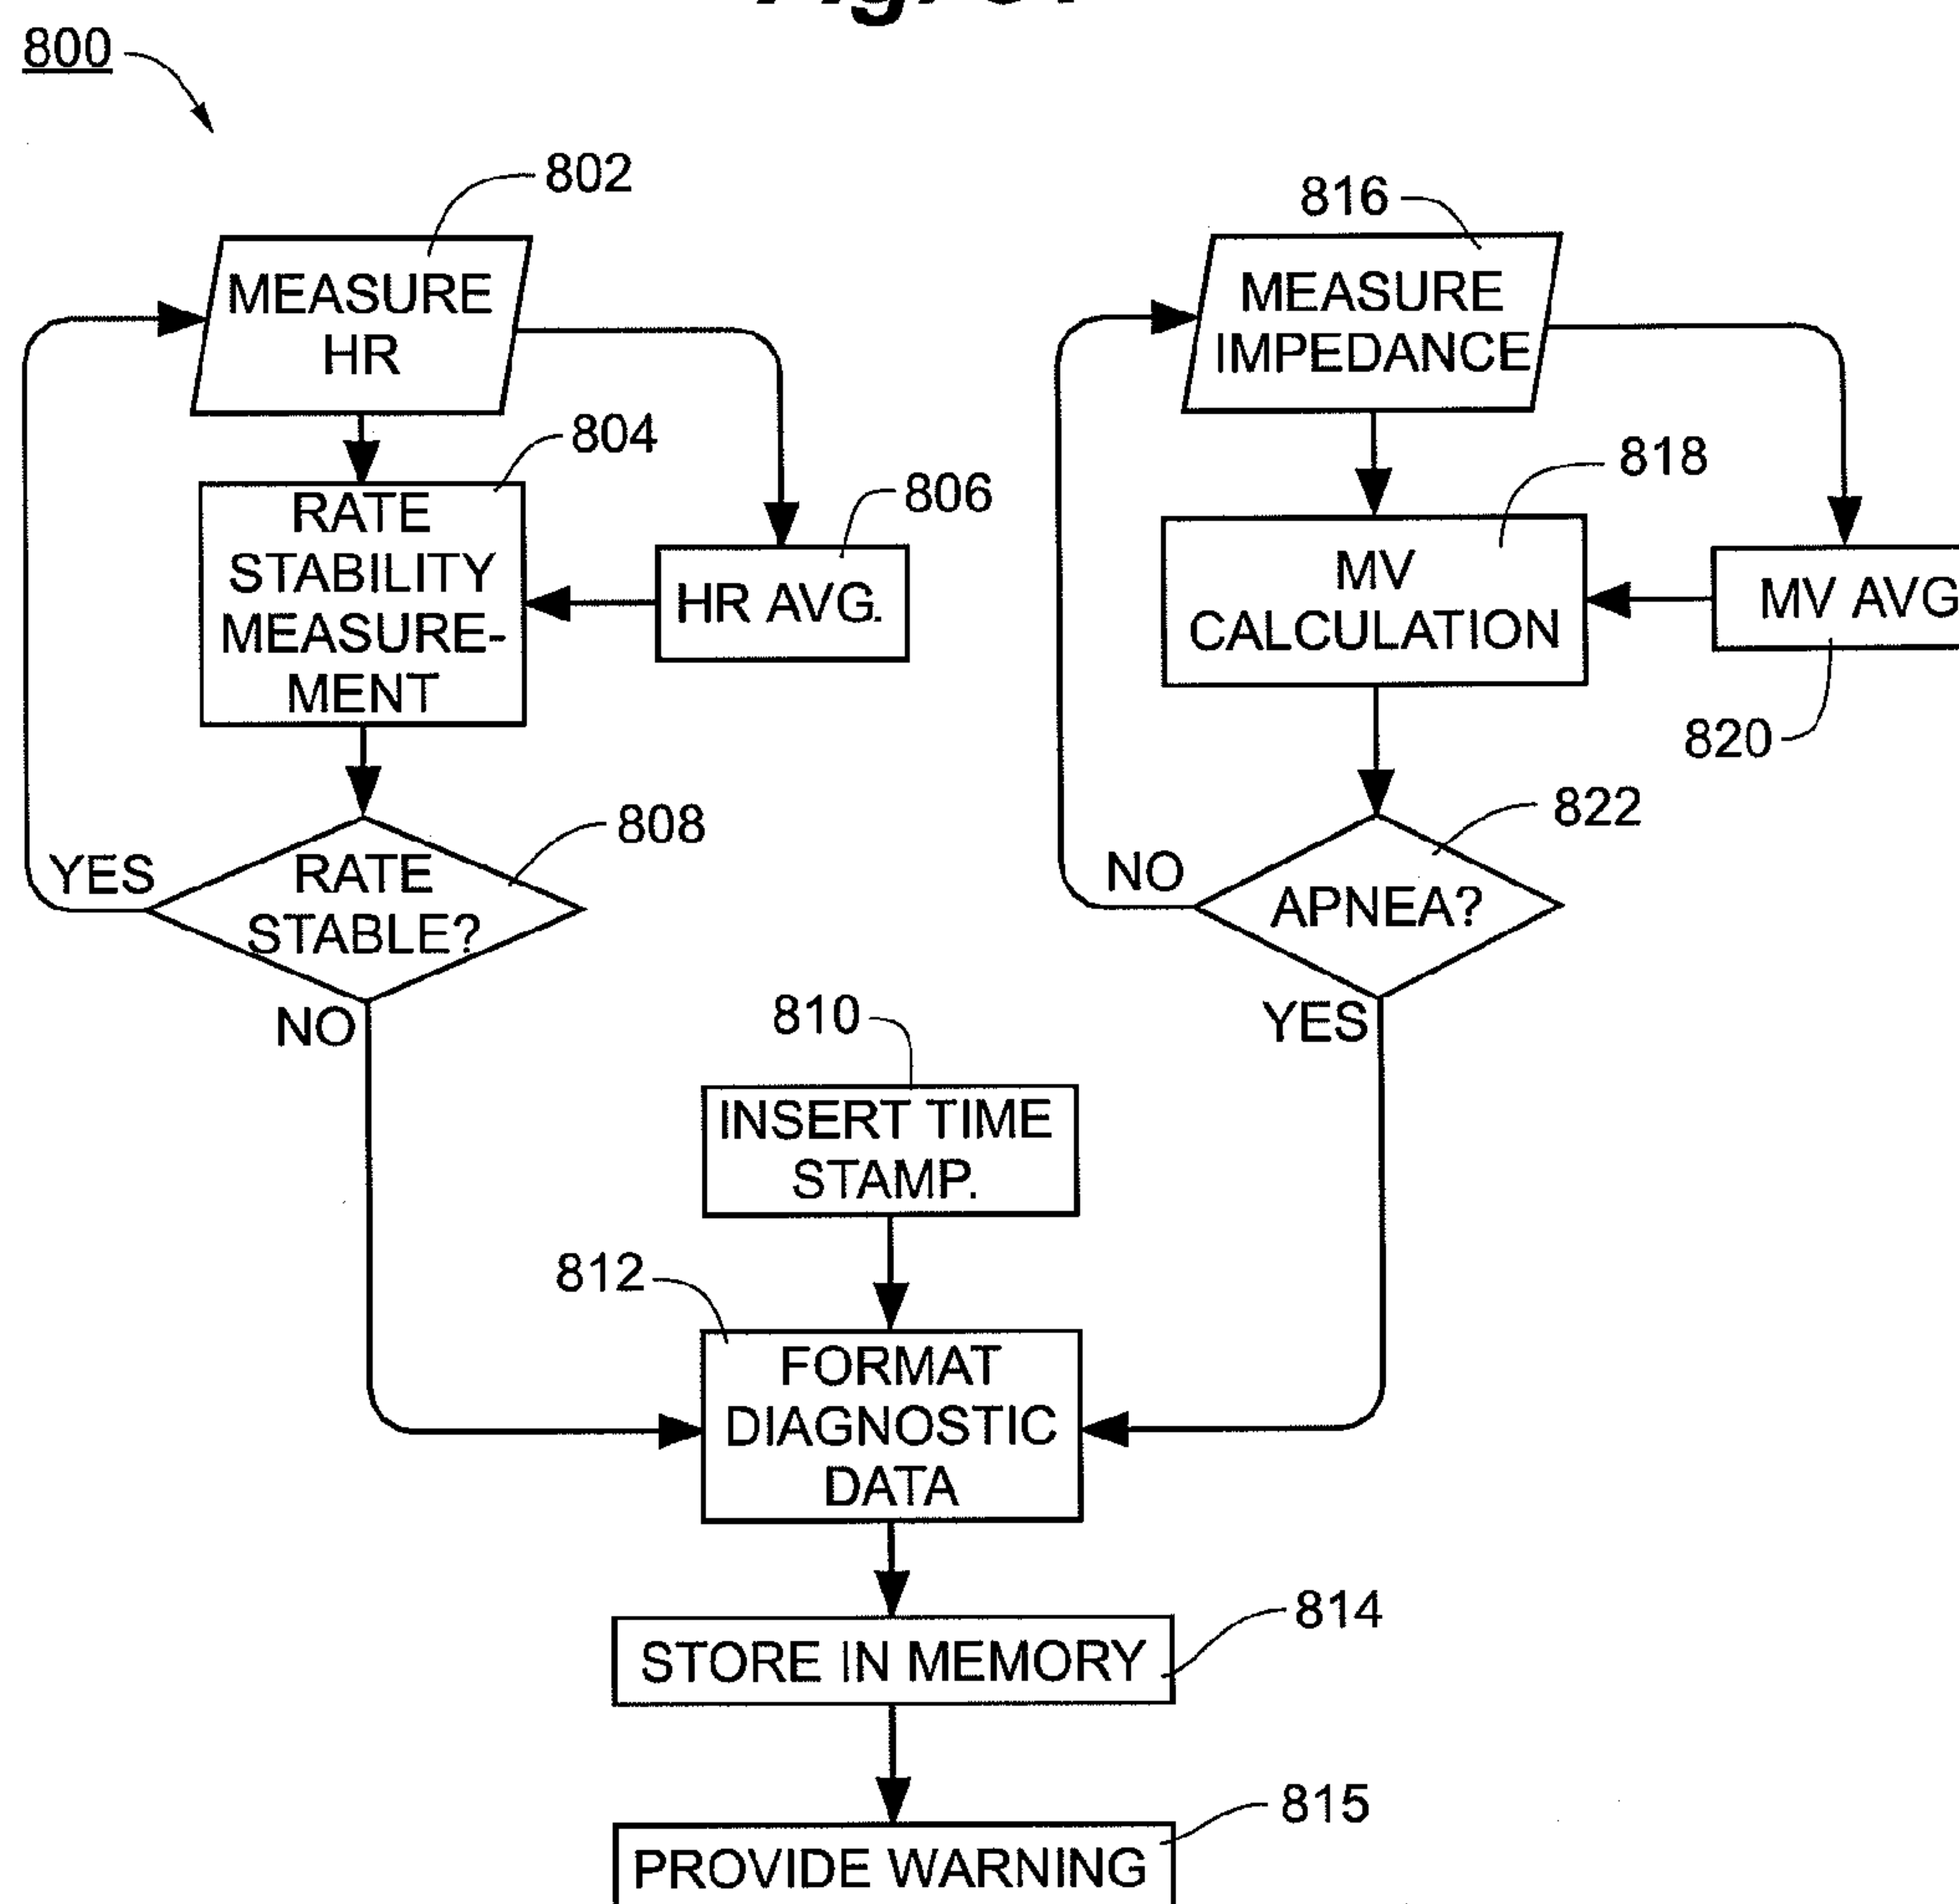 800
802
MEASURE
HR
804
RATE
STABILITY
MEASURE-
MENT
806
HR AVG.
808
RATE
STABLE?
YES
NO
816
MEASURE
IMPEDANCE
818
MV
CALCULATION
MV AVG
820
822
APNEA?
NO
YES
810
INSERT TIME
STAMP.
812
FORMAT
DIAGNOSTIC
DATA
814
STORE IN MEMORY
815
PROVIDE WARNING